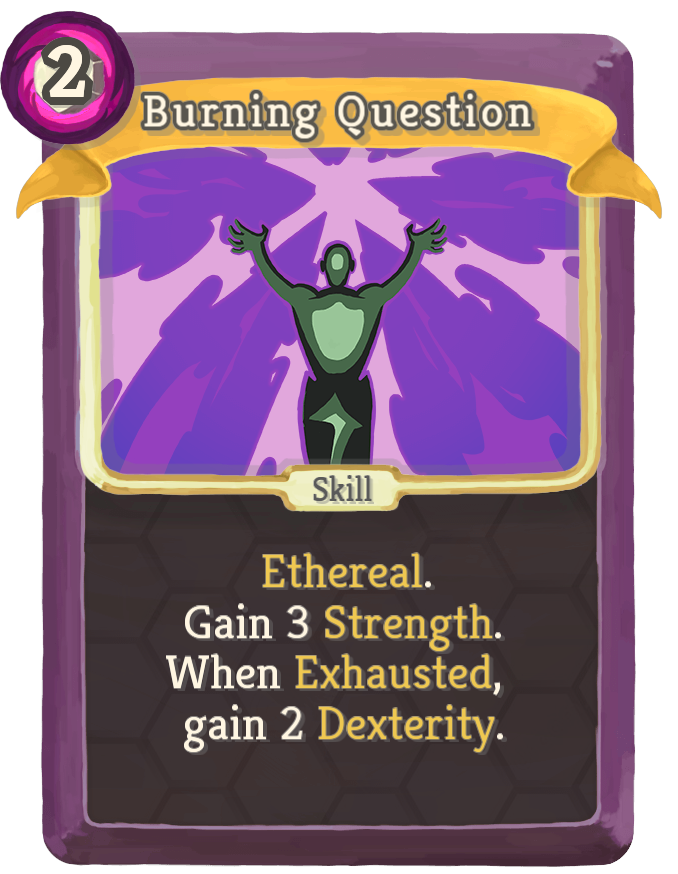 2
Burning Question
Skill
Ethereal.
Gain 3 Strength.
When Exhausted,
gain 2 Dexterity.